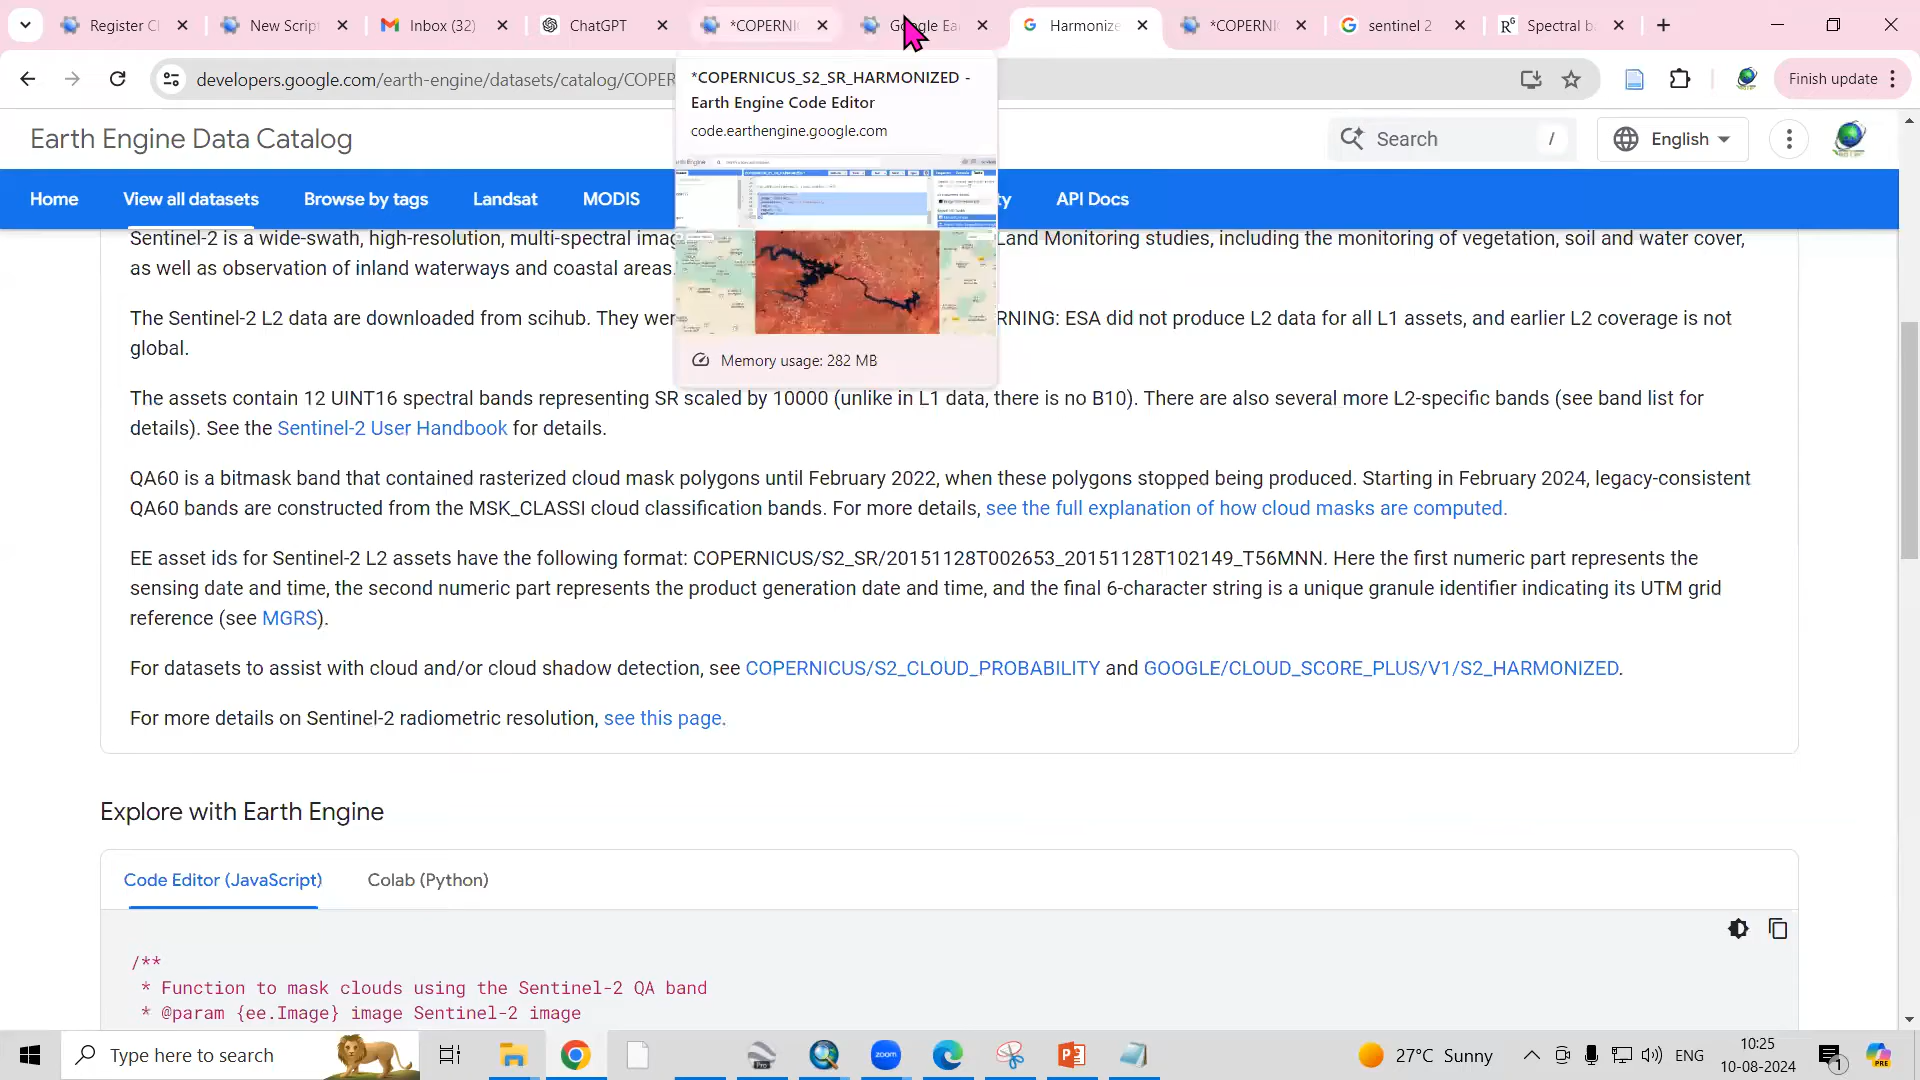 Register Cl
New Script
Inbox (32)
ChatGPT
*COPERNI
Google Ea
Harmonize
*COPERNI
sentinel 2
Spectral b
developers.google.com/earth-engine/datasets/catalog/COPER
Finish update
*COPERNICUS_S2_SR_HARMONIZED -
Earth Engine Code Editor
code.earthengine.google.com
Memory usage: 282 MB
Earth Engine Data Catalog
Search
/
English
Home
View all datasets
Browse by tags
Landsat
MODIS
ty
API Docs
Sentinel-2 is a wide-swath, high-resolution, multi-spectral imag
Land Monitoring studies, including the monitoring of vegetation, soil and water cover,
as well as observation of inland waterways and coastal areas.
The Sentinel-2 L2 data are downloaded from scihub. They wer
RNING: ESA did not produce L2 data for all L1 assets, and earlier L2 coverage is not
global.
The assets contain 12 UINT16 spectral bands representing SR scaled by 10000 (unlike in L1 data, there is no B10). There are also several more L2-specific bands (see band list for
details). See the Sentinel-2 User Handbook for details.
QA60 is a bitmask band that contained rasterized cloud mask polygons until February 2022, when these polygons stopped being produced. Starting in February 2024, legacy-consistent
QA60 bands are constructed from the MSK_CLASSI cloud classification bands. For more details, see the full explanation of how cloud masks are computed.
EE asset ids for Sentinel-2 L2 assets have the following format: COPERNICUS/S2_SR/20151128T002653_20151128T102149_T56MNN. Here the first numeric part represents the
sensing date and time, the second numeric part represents the product generation date and time, and the final 6-character string is a unique granule identifier indicating its UTM grid
reference (see MGRS).
For datasets to assist with cloud and/or cloud shadow detection, see COPERNICUS/S2_CLOUD_PROBABILITY and GOOGLE/CLOUD_SCORE_PLUS/V1/S2_HARMONIZED.
For more details on Sentinel-2 radiometric resolution, see this page.
Explore with Earth Engine
Code Editor (JavaScript)
Colab (Python)
/**
* Function to mask clouds using the Sentinel-2 QA band
* @param {ee.Image} image Sentinel-2 image
Type here to search
Pro
zoom
27°C Sunny
ENG
10:25
10-08-2024
1
PRE